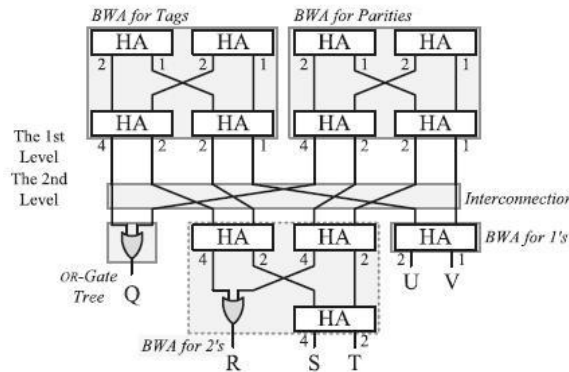 BWA for Tags BWA for Parities
HA HA HA HA
2 1 2 1 2 1 2 1
HA HA HA HA
4 2 2 1 4 2 2 1
The 1st
Level
The 2nd
Level
Interconnection
HA HA HA
BWA for 1's
4 2 4 2 2 1
OR-Gate
Tree
Q
U V
HA
BWA for 2's
4 2
R S T